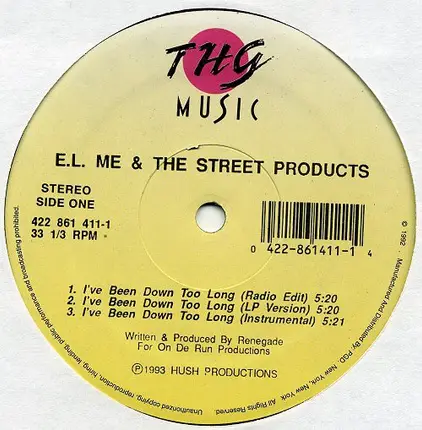 THG
MUSIC
E.L. ME & THE STREET PRODUCTS
STEREO
SIDE ONE
422 861 411-1
33 1/3 RPM
0 422-861411-1 4
1. I've Been Down Too Long (Radio Edit) 5:20
2. I've Been Down Too Long (LP Version) 5:20
3. I've Been Down Too Long (Instrumental) 5:21
Written & Produced By Renegade
For On De Run Productions
Ⓟ1993 HUSH PRODUCTIONS
© 1992 Manufactured And Distributed By PGD, New York, New York. All Rights Reserved.
Unauthorized copying, reproduction, hiring, lending, public performance and broadcasting prohibited.